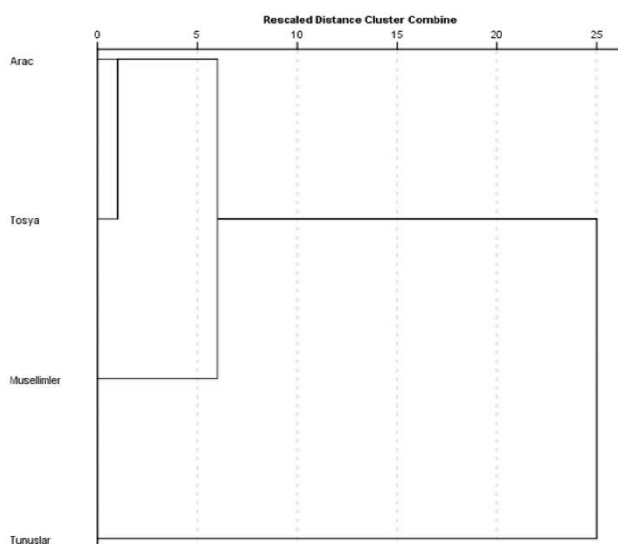 Rescaled Distance Cluster Combine
0 5 10 15 20 25
Arac
Tosya
Musellimler
Tunuslar